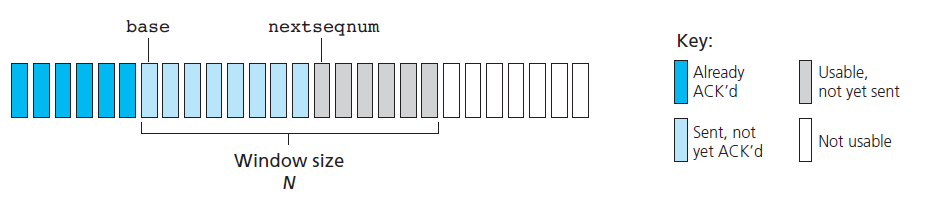 base
nextseqnum
Window size
N
Key:
Already
ACK’d
Usable,
not yet sent
Sent, not
yet ACK’d
Not usable